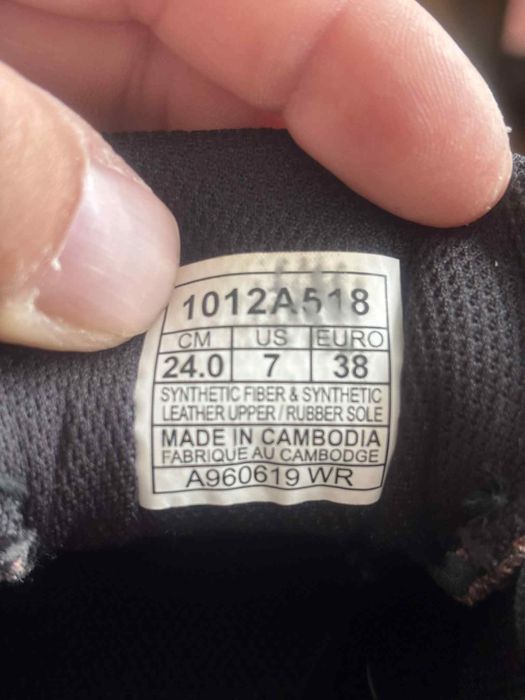 1012A518
CM US EURO
24.0 7 38
SYNTHETIC FIBER & SYNTHETIC
LEATHER UPPER / RUBBER SOLE
MADE IN CAMBODIA
FABRIQUE AU CAMBODGE
A960619 WR